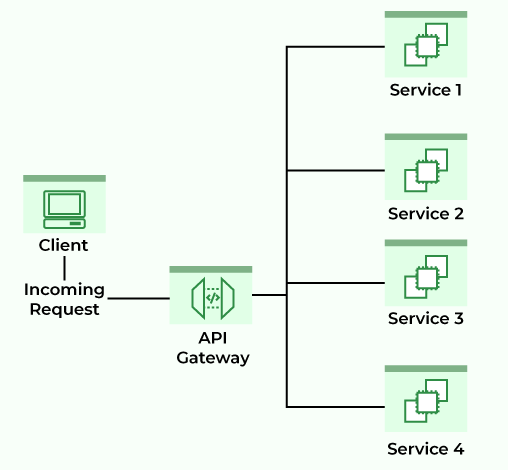 Service 1
Service 2
Client
Incoming
Request
API
Gateway
Service 3
Service 4